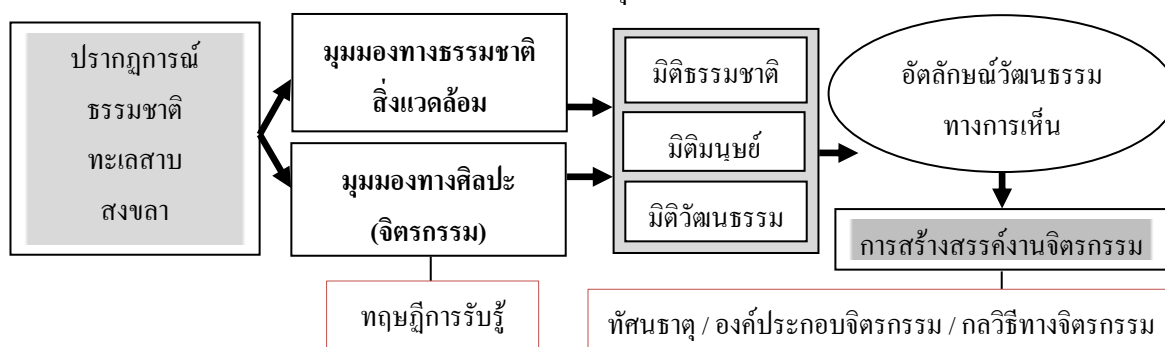 ปรากฏการณ์
ธรรมชาติ
ทะเลสาบ
สงขลา
มุมมองทางธรรมชาติ
สิ่งแวดล้อม
มุมมองทางศิลปะ
(จิตรกรรม)
ทฤษฎีการรับรู้
มิติธรรมชาติ
มิติมนุษย์
มิติวัฒนธรรม
อัตลักษณ์วัฒนธรรม
ทางการเห็น
การสร้างสรรค์งานจิตรกรรม
ทัศนธาตุ / องค์ประกอบจิตรกรรม / กลวิธีทางจิตรกรรม